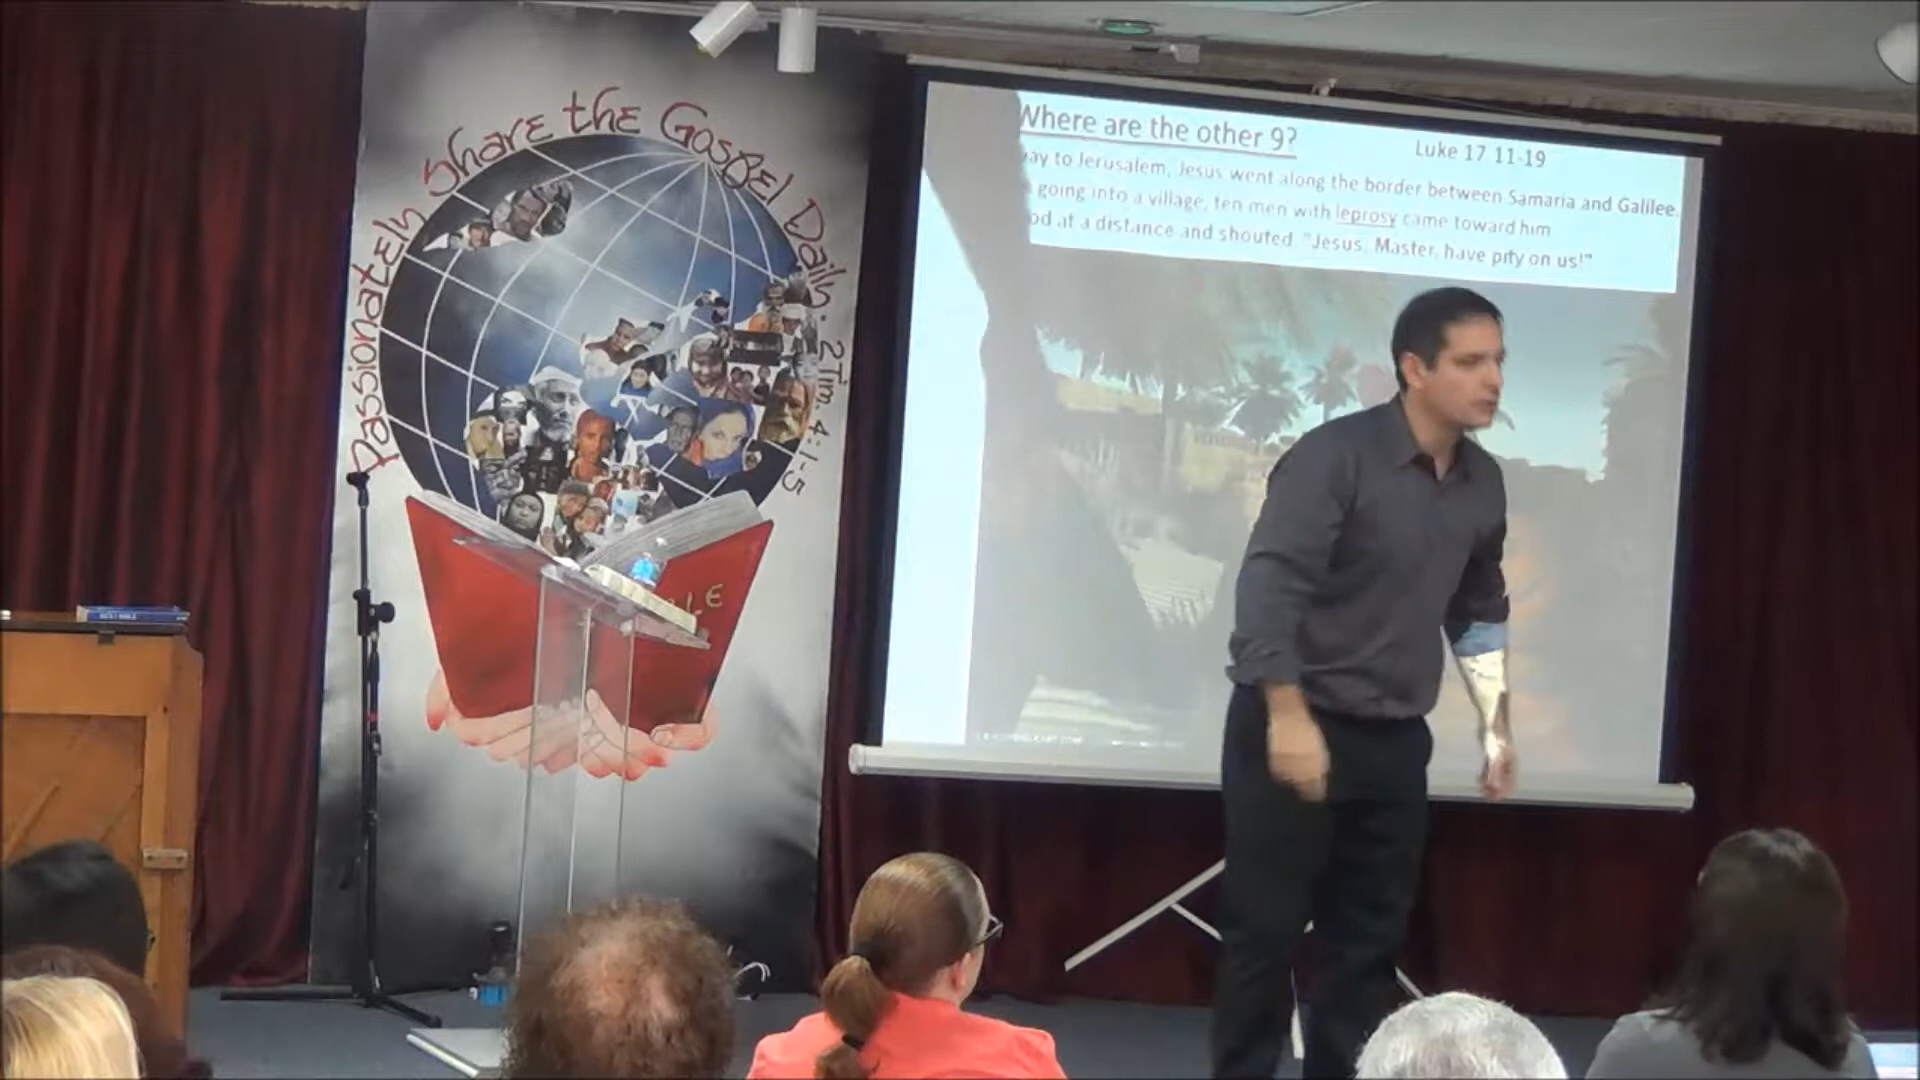 Passionately Share the Gospel Daily. 2 Tim. 4:1-5
Where are the other 9?
Luke 17 11-19
way to Jerusalem, Jesus went along the border between Samaria and Galilee.
going into a village, ten men with leprosy came toward him
at a distance and shouted "Jesus, Master, have pity on us!"
HOLY BIBLE